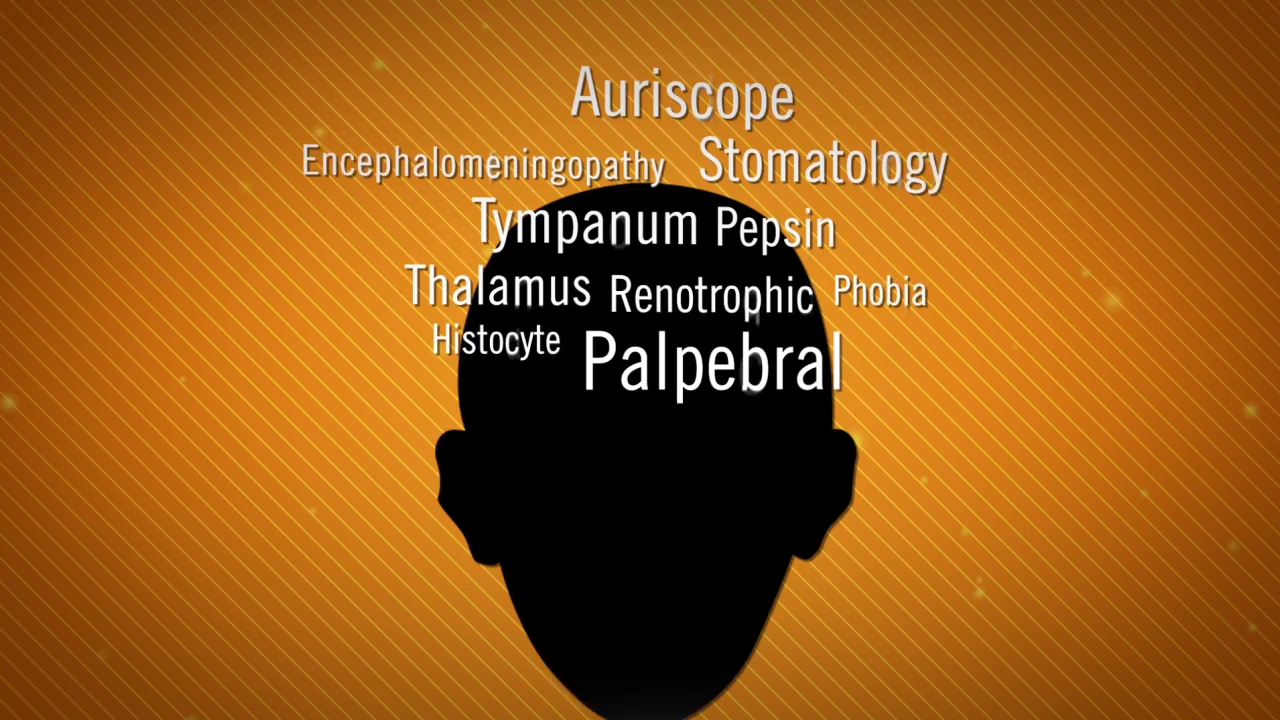 Auriscope
Encephalomeningopathy Stomatology
Tympanum Pepsin
Thalamus Renotrophic Phobia
Histocyte Palpebral